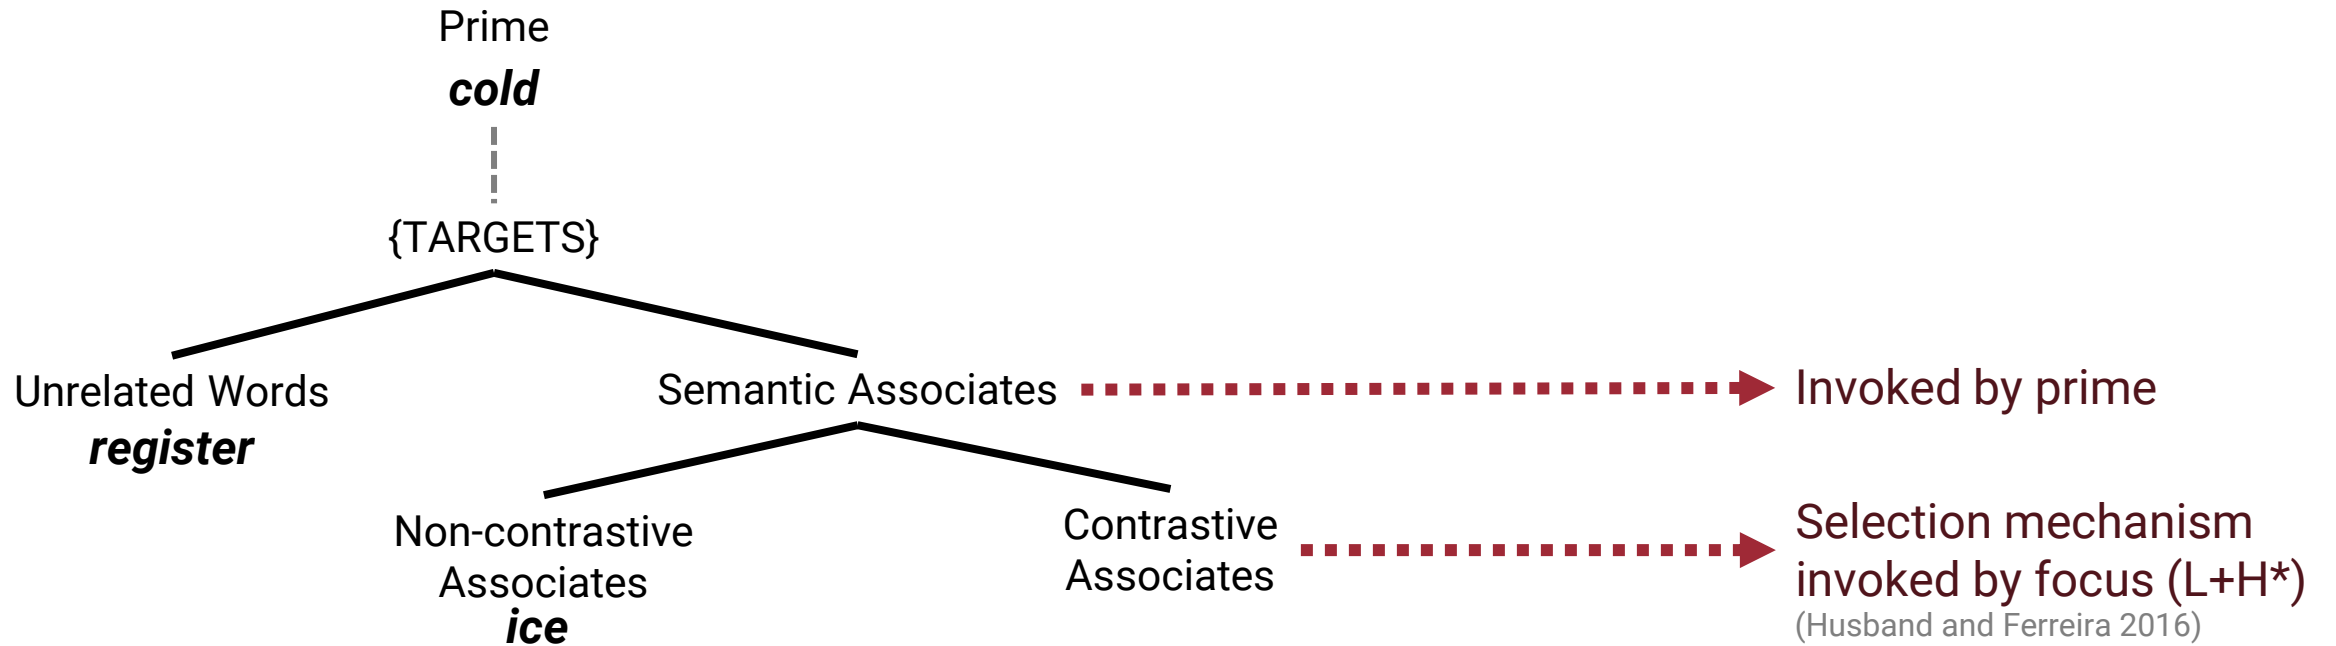 Prime
cold
{TARGETS}
Unrelated Words
register
Semantic Associates
Invoked by prime
Non-contrastive
Associates
ice
Contrastive
Associates
Selection mechanism
invoked by focus (L+H*)
(Husband and Ferreira 2016)